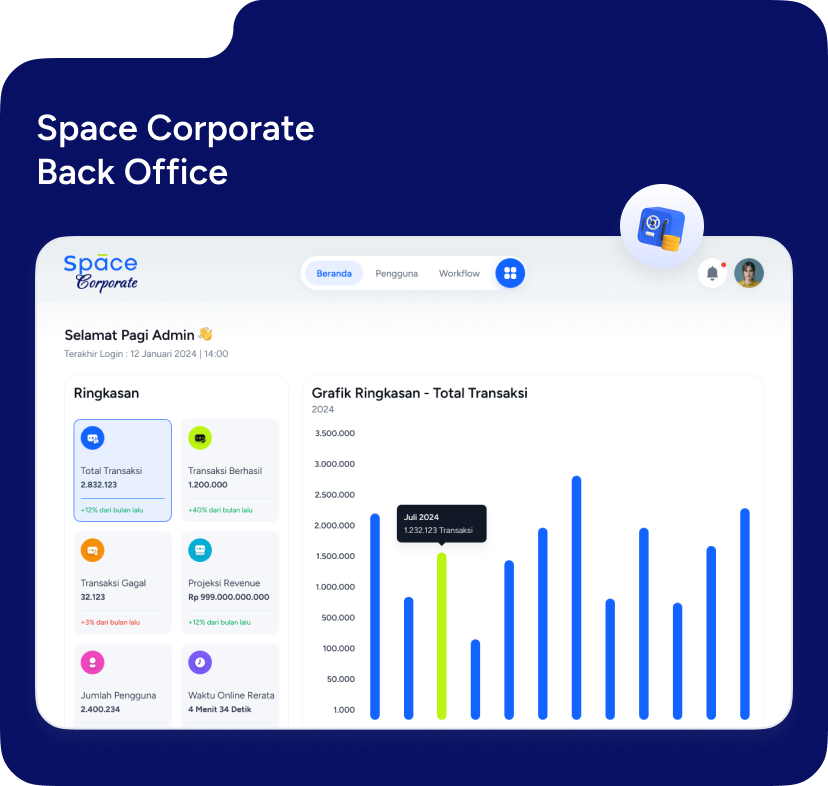 Space Corporate
Back Office
Space
Corporate
Beranda
Pengguna
Workflow
Selamat Pagi Admin 👋
Terakhir Login : 12 Januari 2024 | 14:00
Ringkasan
Total Transaksi
2.832.123
+12% dari bulan lalu
Transaksi Berhasil
1.200.000
+40% dari bulan lalu
Transaksi Gagal
32.123
+3% dari bulan lalu
Projeksi Revenue
Rp 999.000.000.000
+12% dari bulan lalu
Jumlah Pengguna
2.400.234
Waktu Online Rerata
4 Menit 34 Detik
Grafik Ringkasan - Total Transaksi
2024
3.500.000
3.000.000
2.500.000
2.000.000
1.500.000
1.000.000
500.000
100.000
50.000
1.000
Juli 2024
1.232.123 Transaksi